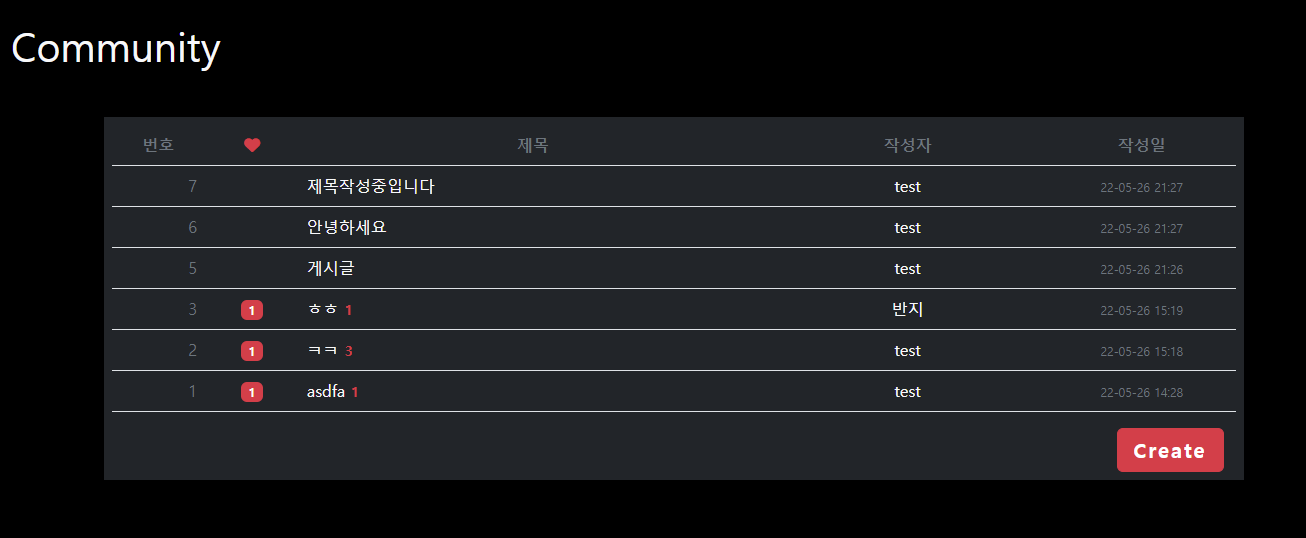 Community
번호 제목 작성자 작성일
7 제목작성중입니다 test 22-05-26 21:27
6 안녕하세요 test 22-05-26 21:27
5 게시글 test 22-05-26 21:26
3 1 ㅎㅎ 1 반지 22-05-26 15:19
2 1 ㅋㅋ 3 test 22-05-26 15:18
1 1 asdfa 1 test 22-05-26 14:28
Create